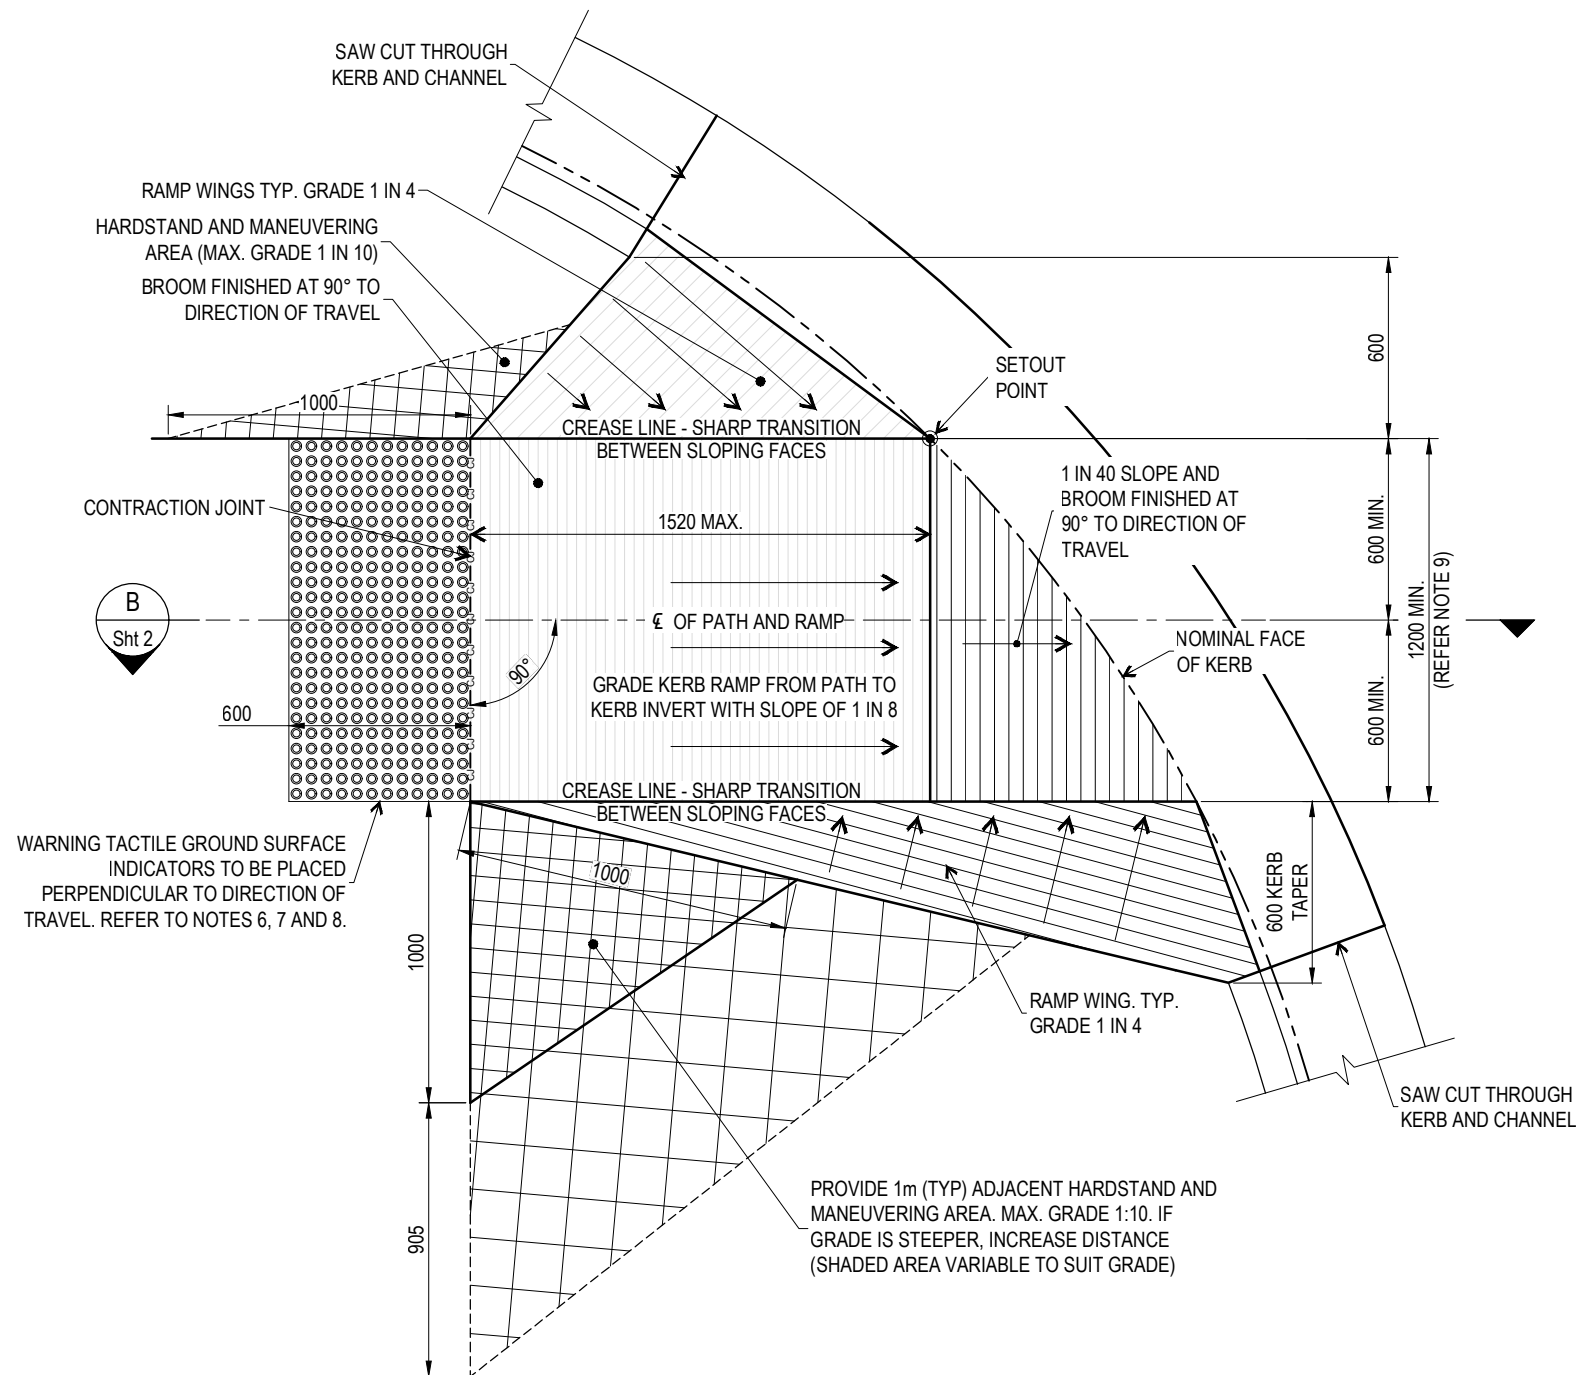 SAW CUT THROUGH
KERB AND CHANNEL
RAMP WINGS TYP. GRADE 1 IN 4
HARDSTAND AND MANEUVERING
AREA (MAX. GRADE 1 IN 10)
BROOM FINISHED AT 90° TO
DIRECTION OF TRAVEL
1000
CREASE LINE - SHARP TRANSITION
BETWEEN SLOPING FACES
SETOUT
POINT
600
CONTRACTION JOINT
1520 MAX.
1 IN 40 SLOPE AND
BROOM FINISHED AT
90° TO DIRECTION OF
TRAVEL
600 MIN.
1200 MIN.
(REFER NOTE 9)
B
Sht 2
℄ OF PATH AND RAMP
90°
NOMINAL FACE
OF KERB
GRADE KERB RAMP FROM PATH TO
KERB INVERT WITH SLOPE OF 1 IN 8
600
600 MIN.
CREASE LINE - SHARP TRANSITION
BETWEEN SLOPING FACES
WARNING TACTILE GROUND SURFACE
INDICATORS TO BE PLACED
PERPENDICULAR TO DIRECTION OF
TRAVEL. REFER TO NOTES 6, 7 AND 8.
1000
1000
600 KERB
TAPER
RAMP WING. TYP.
GRADE 1 IN 4
SAW CUT THROUGH
KERB AND CHANNEL
905
PROVIDE 1m (TYP) ADJACENT HARDSTAND AND
MANEUVERING AREA. MAX. GRADE 1:10. IF
GRADE IS STEEPER, INCREASE DISTANCE
(SHADED AREA VARIABLE TO SUIT GRADE)